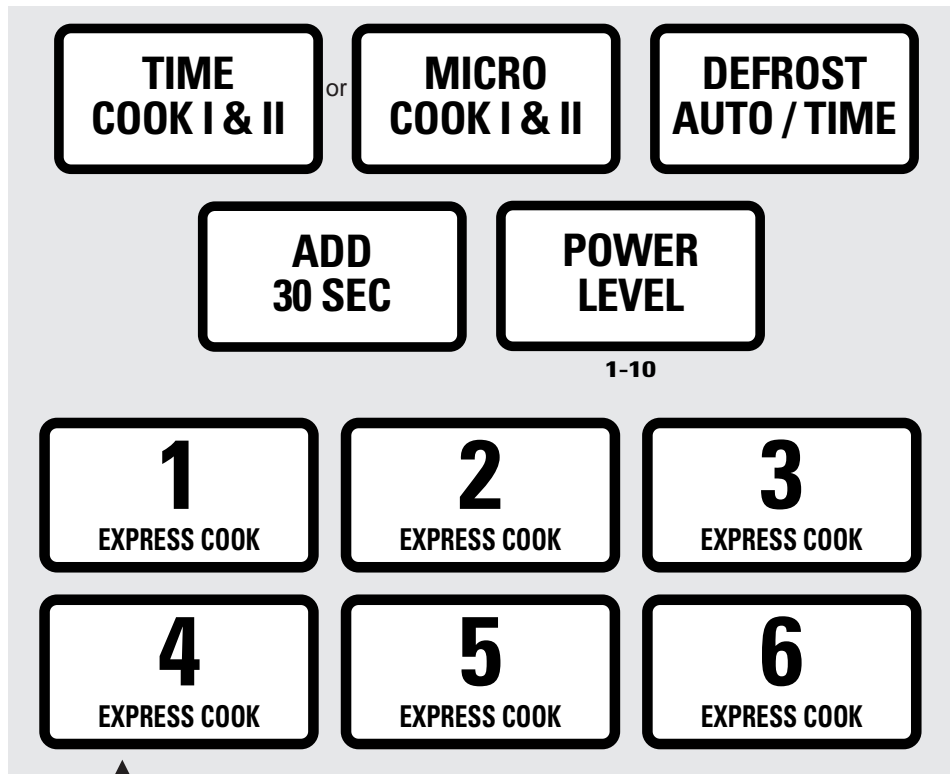 TIME
COOK I & II
or
MICRO
COOK I & II
DEFROST
AUTO / TIME
ADD
30 SEC
POWER
LEVEL
1-10
1
EXPRESS COOK
2
EXPRESS COOK
3
EXPRESS COOK
4
EXPRESS COOK
5
EXPRESS COOK
6
EXPRESS COOK